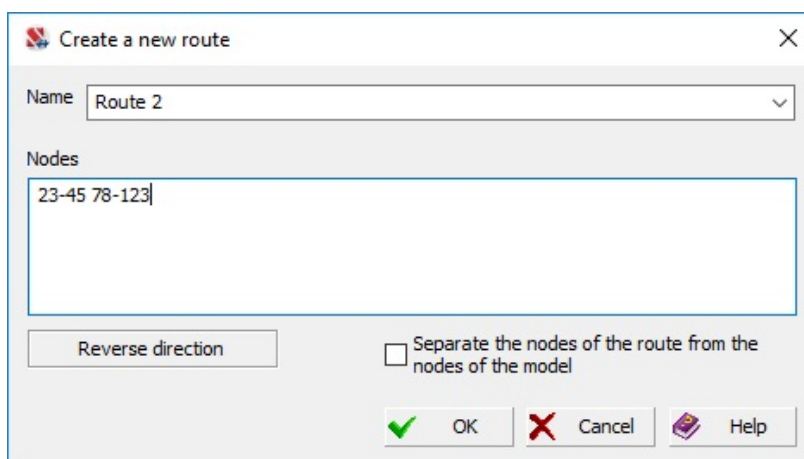 Create a new route
Name
Route 2
Nodes
23-45 78-123
Reverse direction
Separate the nodes of the route from the
nodes of the model
OK
Cancel
Help